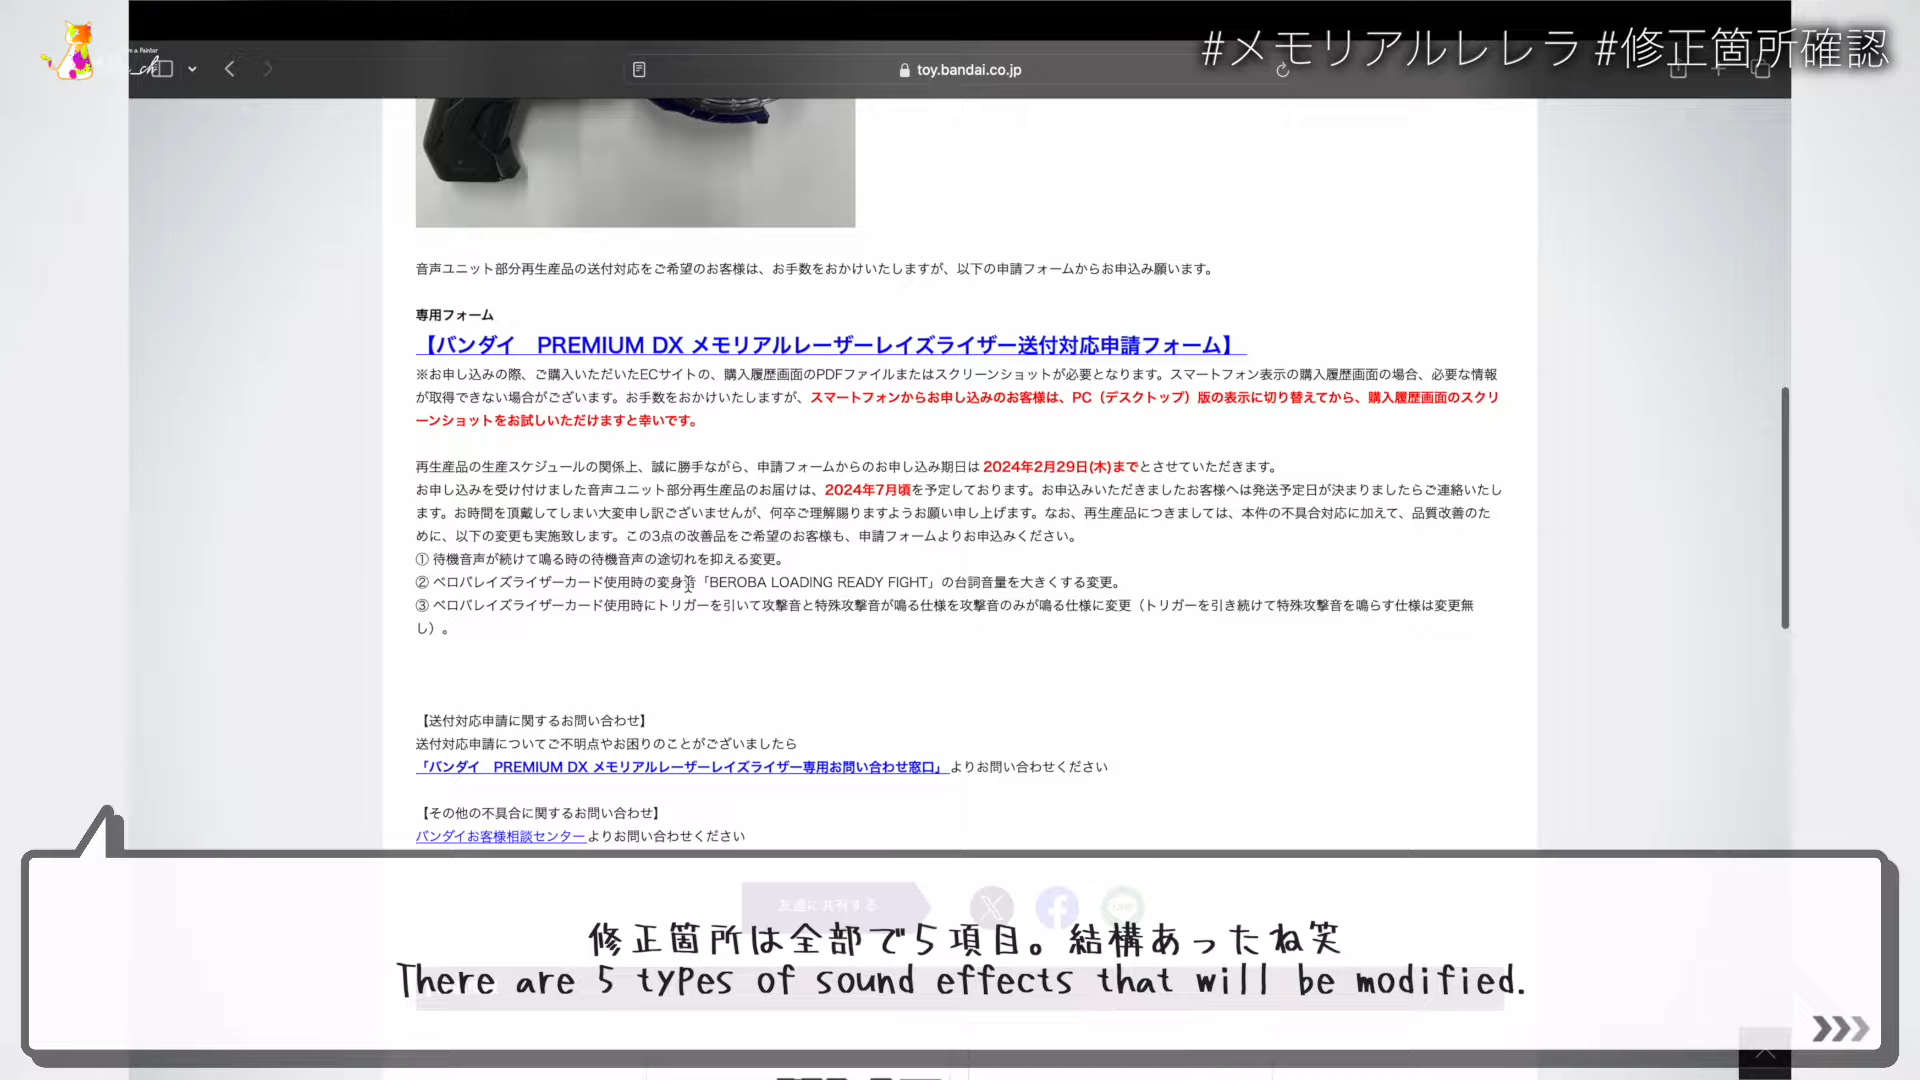 #メモリアルレレラ #修正箇所確認
toy.bandai.co.jp
音声ユニット部分再生産品の送付対応をご希望のお客様は、お手数をおかけいたしますが、以下の申請フォームからお申込み願います。
専用フォーム
【バンダイ　PREMIUM DX メモリアルレーザーレイズライザー送付対応申請フォーム】
※お申し込みの際、ご購入いただいたECサイトの、購入履歴画面のPDFファイルまたはスクリーンショットが必要となります。スマートフォン表示の購入履歴画面の場合、必要な情報
が取得できない場合がございます。お手数をおかけいたしますが、スマートフォンからお申し込みのお客様は、PC（デスクトップ）版の表示に切り替えてから、購入履歴画面のスクリ
ーンショットをお試しいただけますと幸いです。
再生産品の生産スケジュールの関係上、誠に勝手ながら、申請フォームからのお申し込み期日は 2024年2月29日(木)までとさせていただきます。
お申し込みを受け付けました音声ユニット部分再生産品のお届けは、2024年7月頃を予定しております。お申込みいただきましたお客様へは発送予定日が決まりましたらご連絡いたし
ます。お時間を頂戴してしまい大変申し訳ございませんが、何卒ご理解賜りますようお願い申し上げます。なお、再生産品につきましては、本件の不具合対応に加えて、品質改善のた
めに、以下の変更も実施致します。この3点の改善品をご希望のお客様も、申請フォームよりお申込みください。
① 待機音声が続けて鳴る時の待機音声の途切れを抑える変更。
② ベロバレイズライザーカード使用時の変身音「BEROBA LOADING READY FIGHT」の台詞音量を大きくする変更。
③ ベロバレイズライザーカード使用時にトリガーを引いて攻撃音と特殊攻撃音が鳴る仕様を攻撃音のみが鳴る仕様に変更（トリガーを引き続けて特殊攻撃音を鳴らす仕様は変更無
し）。
【送付対応申請に関するお問い合わせ】
送付対応申請についてご不明点やお困りのことがございましたら
「バンダイ　PREMIUM DX メモリアルレーザーレイズライザー専用お問い合わせ窓口」よりお問い合わせください
【その他の不具合に関するお問い合わせ】
バンダイお客様相談センターよりお問い合わせください
友達に共有する
修正箇所は全部で5項目。結構あったね笑
There are 5 types of sound effects that will be modified.